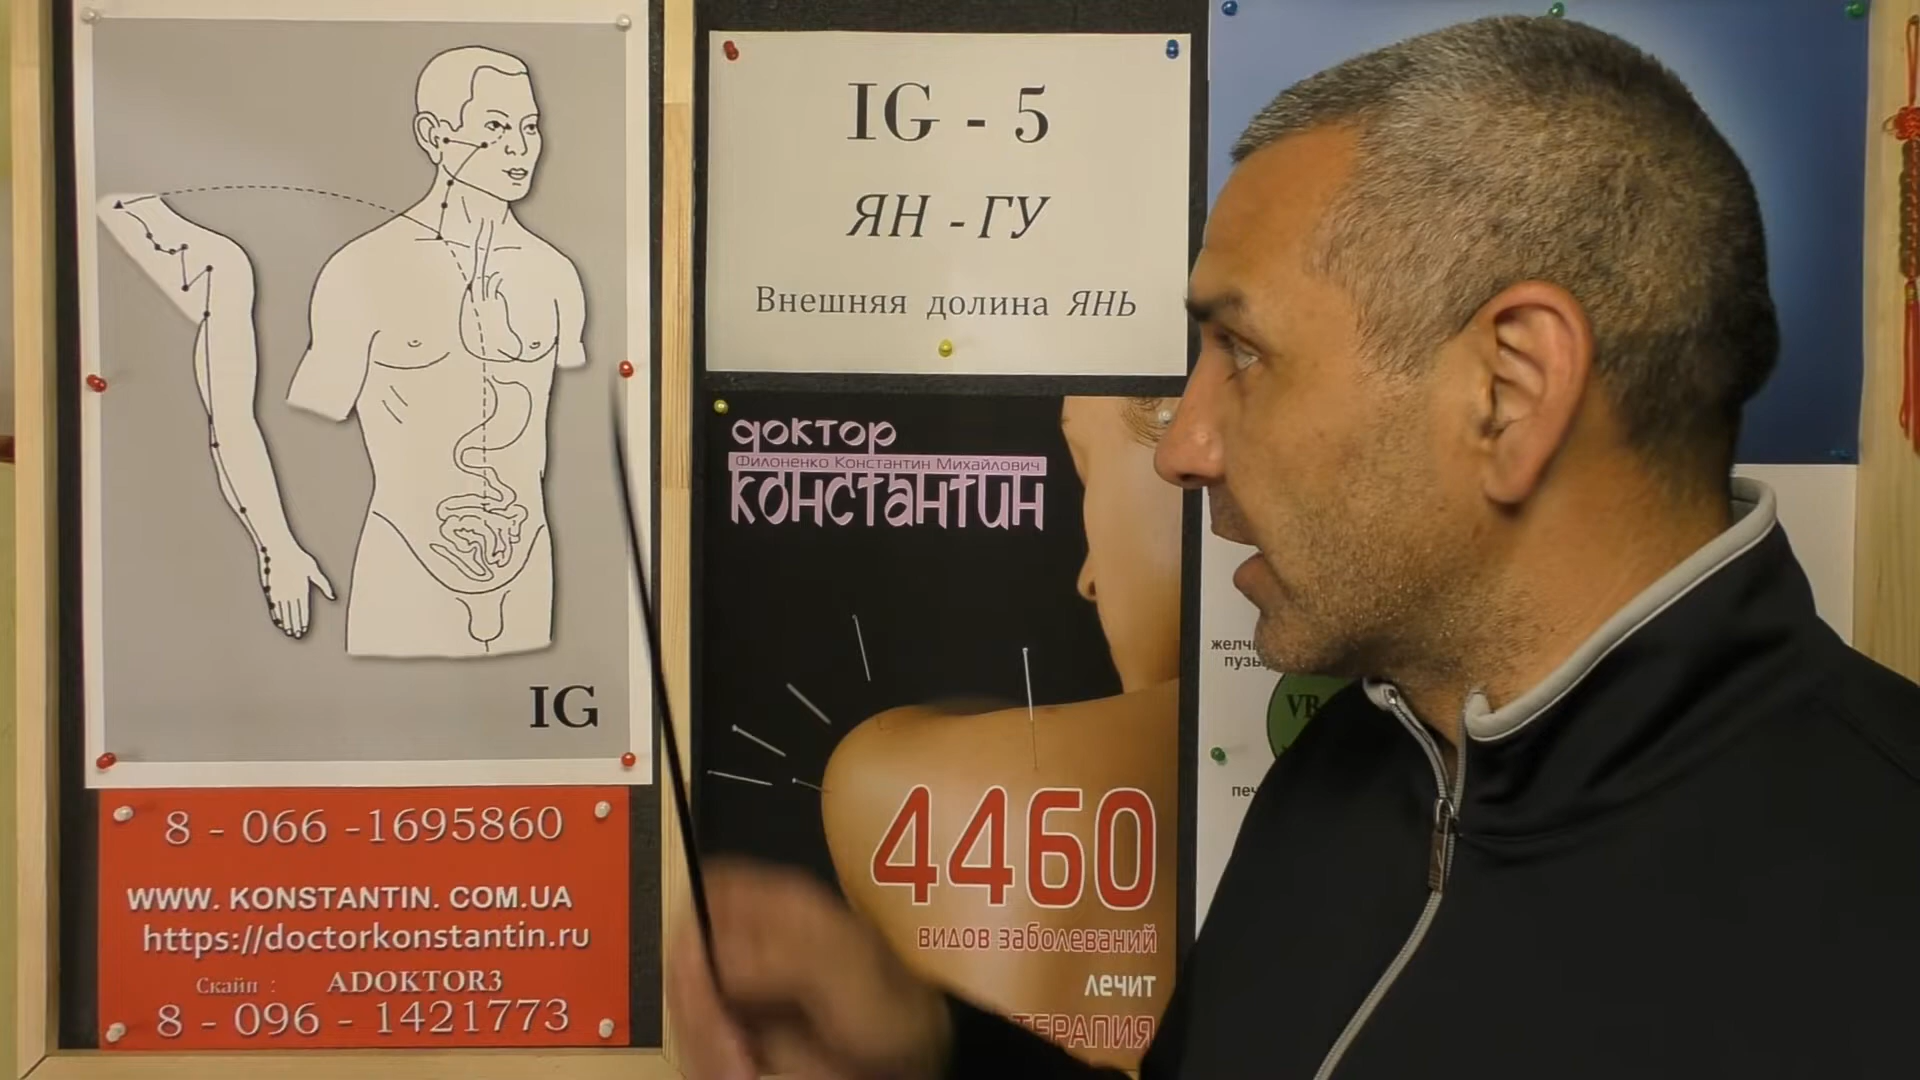 IG
8 - 066 -1695860
WWW. KONSTANTIN. COM.UA
https://doctorkonstantin.ru
Скайп : ADOKTOR3
8 - 096 - 1421773
IG - 5
ЯН - ГУ
Внешняя долина ЯНЬ
доктор
Филоненко Константин Михайлович
константин
4460
видов заболеваний
лечит